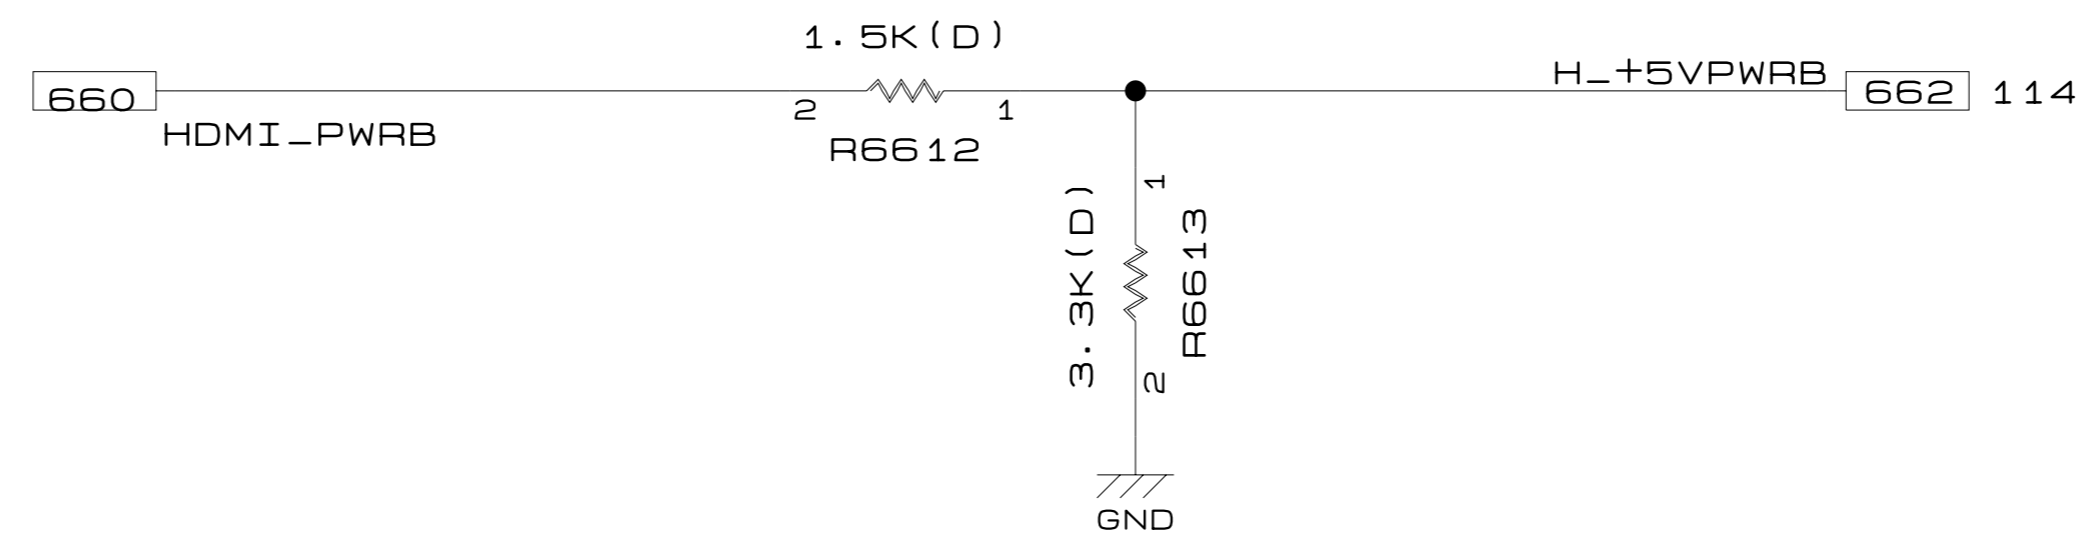 1.5K(D)
660
HDMI_PWRB
2
1
R6612
H_+5VPWRB
662
114
1
3.3K(D)
R6613
2
GND